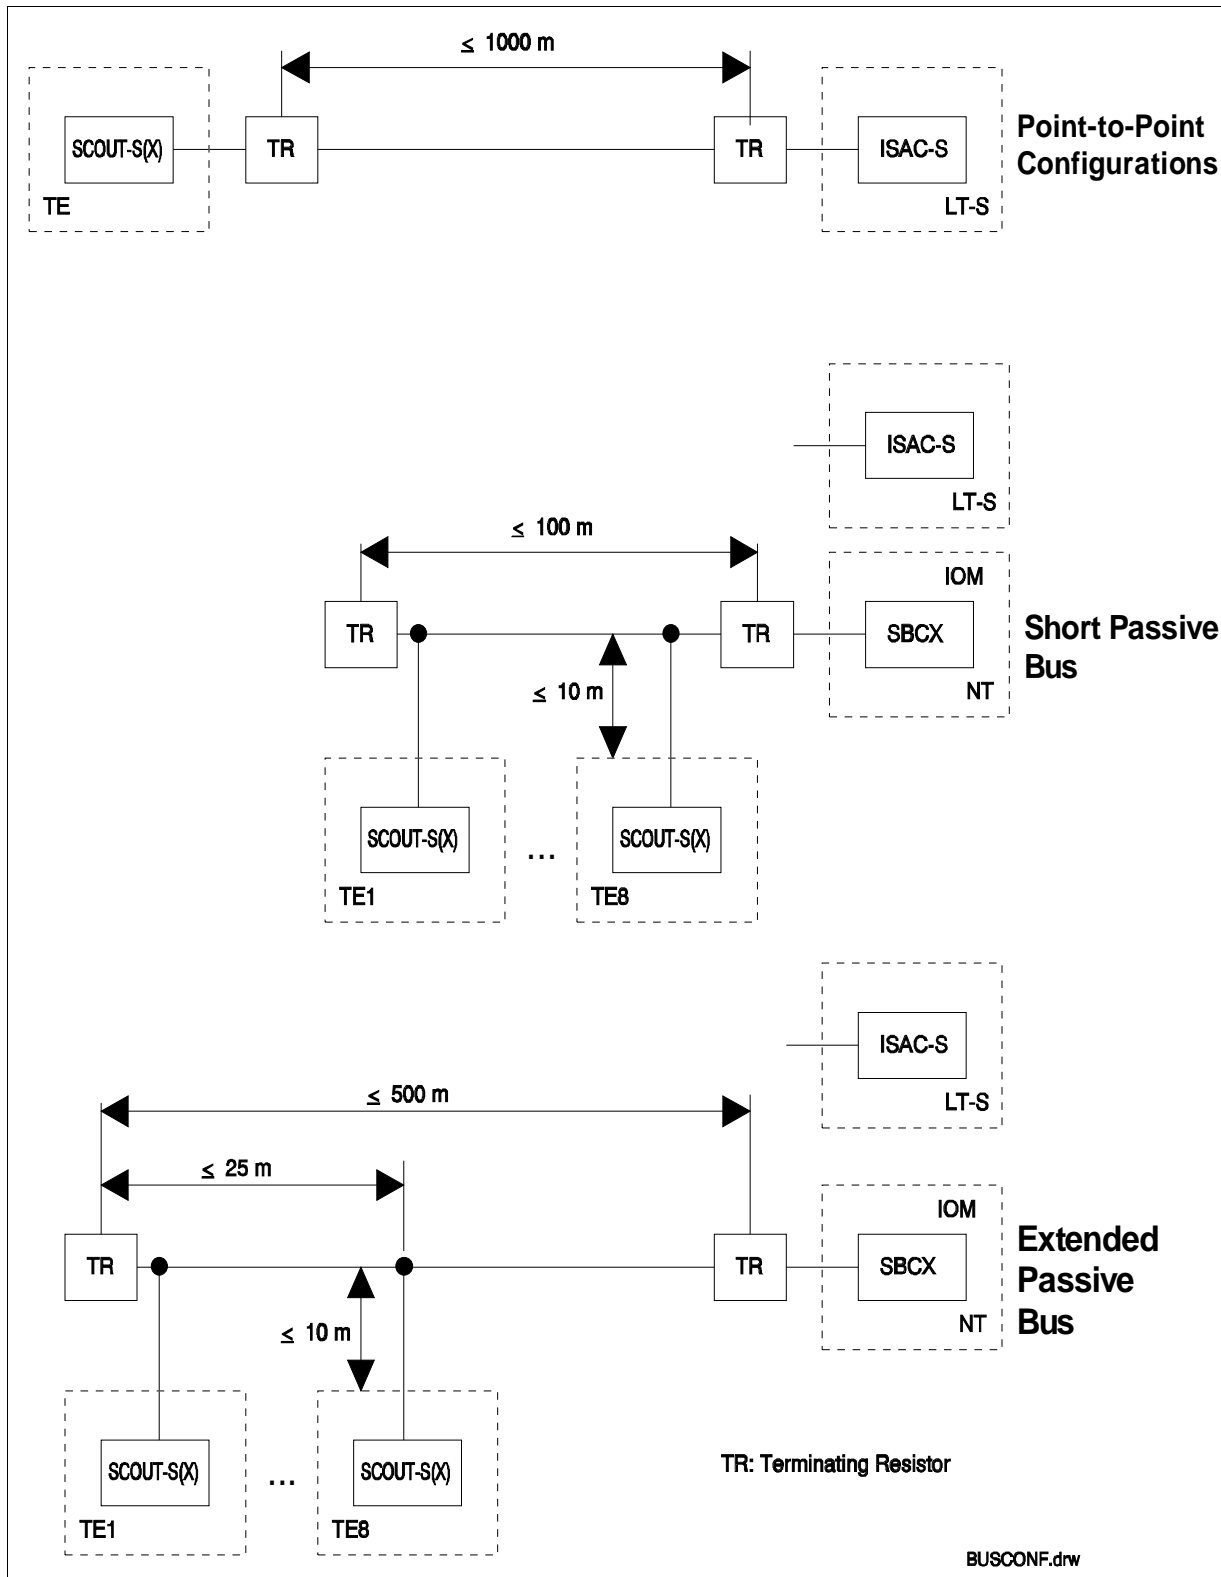 ≤ 1000 m
SCOUT-S(X)
TR
TR
ISAC-S
TE
LT-S
Point-to-Point
Configurations
ISAC-S
LT-S
≤ 100 m
IOM
TR
TR
SBCX
NT
Short Passive
Bus
≤ 10 m
SCOUT-S(X)
...
SCOUT-S(X)
TE1
TE8
ISAC-S
LT-S
≤ 500 m
≤ 25 m
IOM
TR
TR
SBCX
NT
Extended
Passive
Bus
≤ 10 m
SCOUT-S(X)
...
SCOUT-S(X)
TE1
TE8
TR: Terminating Resistor
BUSCONF.drw